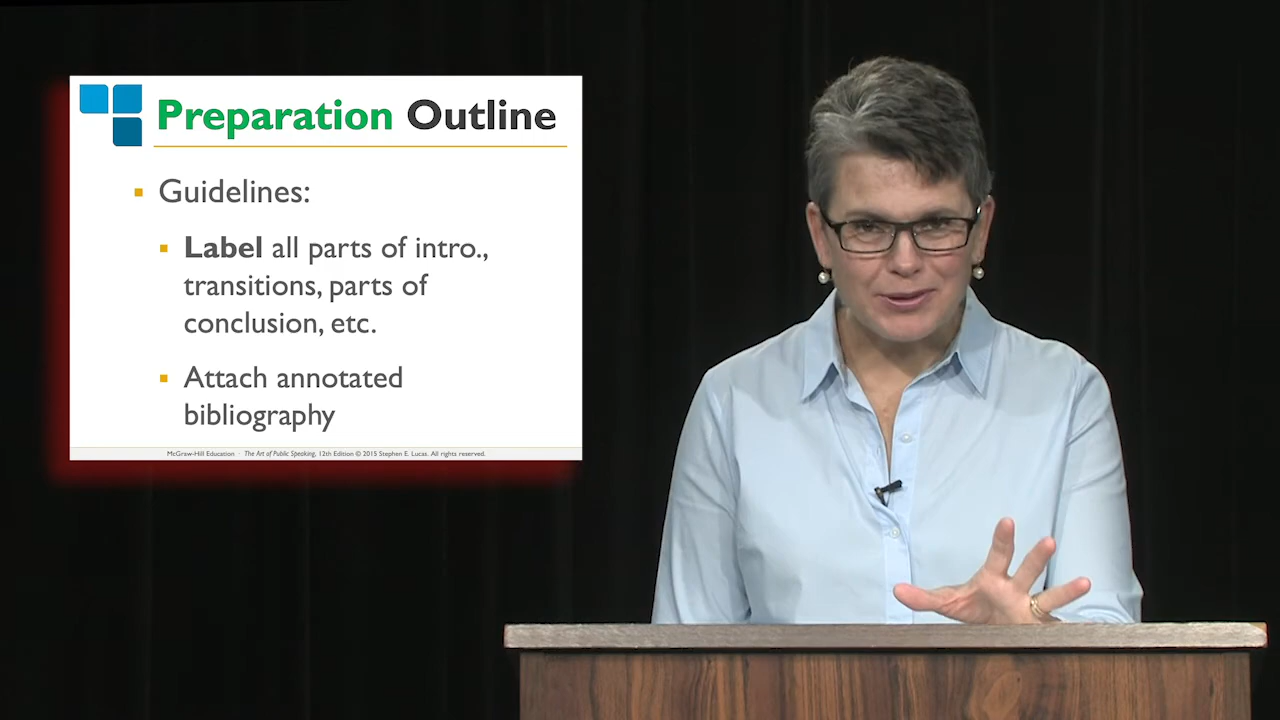 Preparation Outline
Guidelines:
Label all parts of intro.,
transitions, parts of
conclusion, etc.
Attach annotated
bibliography
McGraw-Hill Education · The Art of Public Speaking, 12th Edition © 2015 Stephen E. Lucas. All rights reserved.